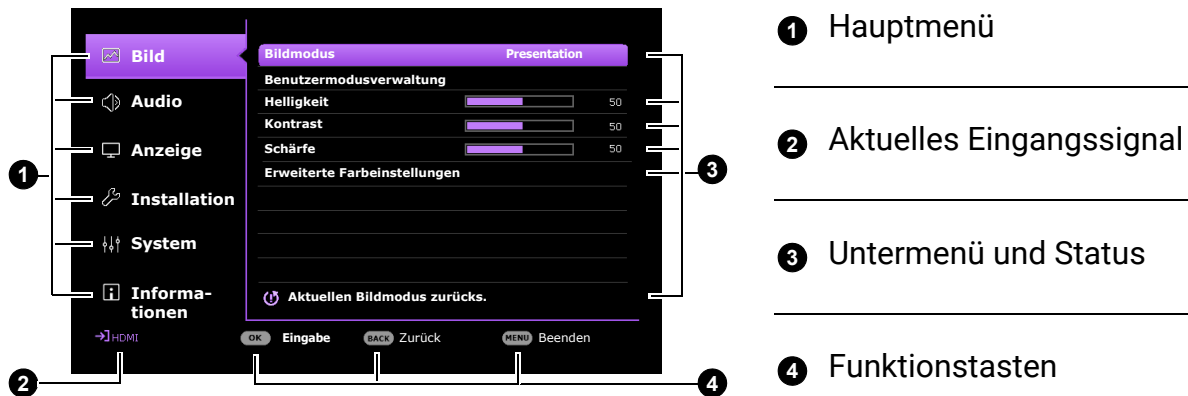 Bild
Audio
Anzeige
Installation
System
Informa-
tionen
Bildmodus Presentation
Benutzermodusverwaltung
Helligkeit 50
Kontrast 50
Schärfe 50
Erweiterte Farbeinstellungen
Aktuellen Bildmodus zurücks.
HDMI
OK Eingabe BACK Zurück MENU Beenden
1
2
3
4
1 Hauptmenü
2 Aktuelles Eingangssignal
3 Untermenü und Status
4 Funktionstasten